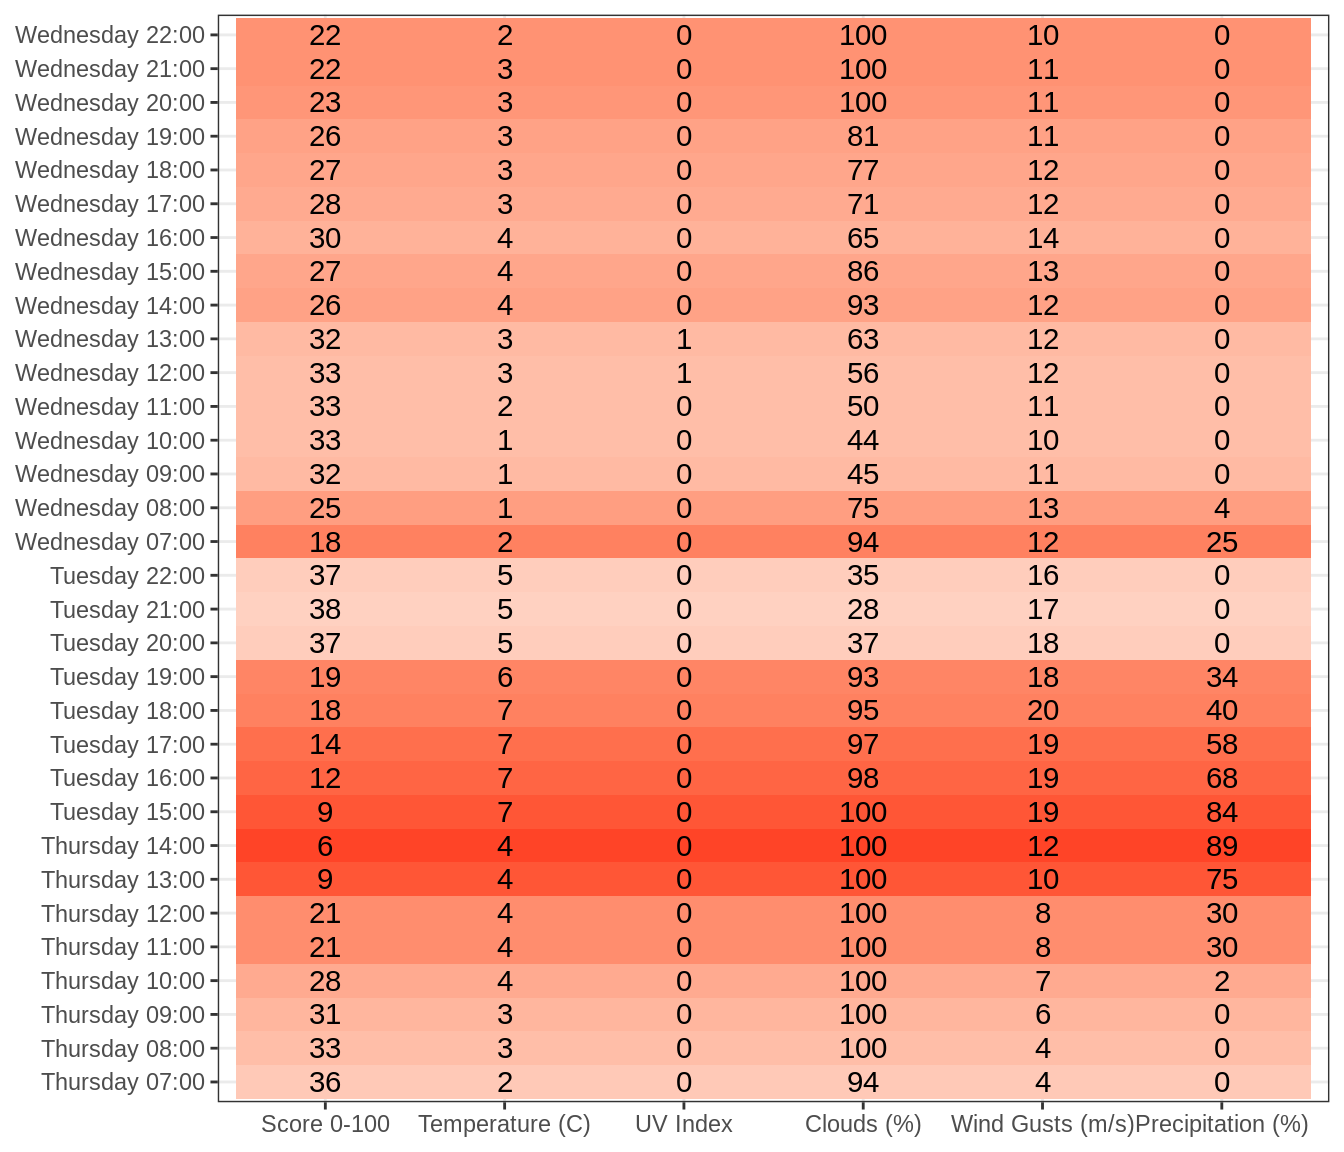 Wednesday 22:00 22 2 0 100 10 0
Wednesday 21:00 22 3 0 100 11 0
Wednesday 20:00 23 3 0 100 11 0
Wednesday 19:00 26 3 0 81 11 0
Wednesday 18:00 27 3 0 77 12 0
Wednesday 17:00 28 3 0 71 12 0
Wednesday 16:00 30 4 0 65 14 0
Wednesday 15:00 27 4 0 86 13 0
Wednesday 14:00 26 4 0 93 12 0
Wednesday 13:00 32 3 1 63 12 0
Wednesday 12:00 33 3 1 56 12 0
Wednesday 11:00 33 2 0 50 11 0
Wednesday 10:00 33 1 0 44 10 0
Wednesday 09:00 32 1 0 45 11 0
Wednesday 08:00 25 1 0 75 13 4
Wednesday 07:00 18 2 0 94 12 25
Tuesday 22:00 37 5 0 35 16 0
Tuesday 21:00 38 5 0 28 17 0
Tuesday 20:00 37 5 0 37 18 0
Tuesday 19:00 19 6 0 93 18 34
Tuesday 18:00 18 7 0 95 20 40
Tuesday 17:00 14 7 0 97 19 58
Tuesday 16:00 12 7 0 98 19 68
Tuesday 15:00 9 7 0 100 19 84
Thursday 14:00 6 4 0 100 12 89
Thursday 13:00 9 4 0 100 10 75
Thursday 12:00 21 4 0 100 8 30
Thursday 11:00 21 4 0 100 8 30
Thursday 10:00 28 4 0 100 7 2
Thursday 09:00 31 3 0 100 6 0
Thursday 08:00 33 3 0 100 4 0
Thursday 07:00 36 2 0 94 4 0
Score 0-100 Temperature (C) UV Index Clouds (%) Wind Gusts (m/s) Precipitation (%)